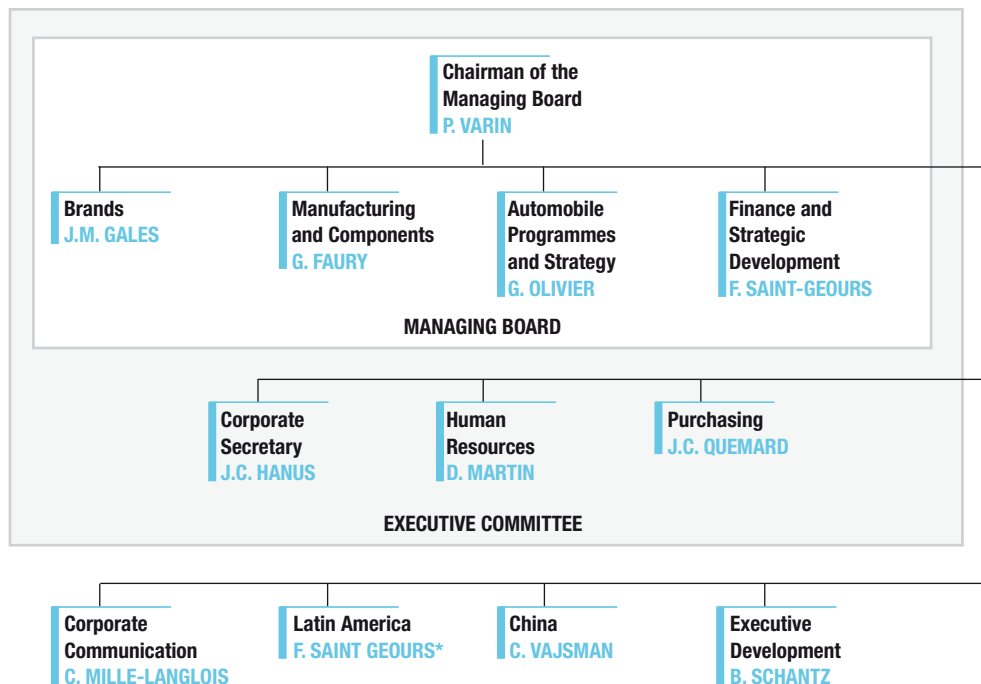 Chairman of the
Managing Board
P. VARIN
Brands
J.M. GALES
Manufacturing
and Components
G. FAURY
Automobile
Programmes
and Strategy
G. OLIVIER
Finance and
Strategic
Development
F. SAINT-GEOURS
MANAGING BOARD
Corporate
Secretary
J.C. HANUS
Human
Resources
D. MARTIN
Purchasing
J.C. QUEMARD
EXECUTIVE COMMITTEE
Corporate
Communication
C. MILLE-LANGLOIS
Latin America
F. SAINT GEOURS*
China
C. VAJSMAN
Executive
Development
B. SCHANTZ